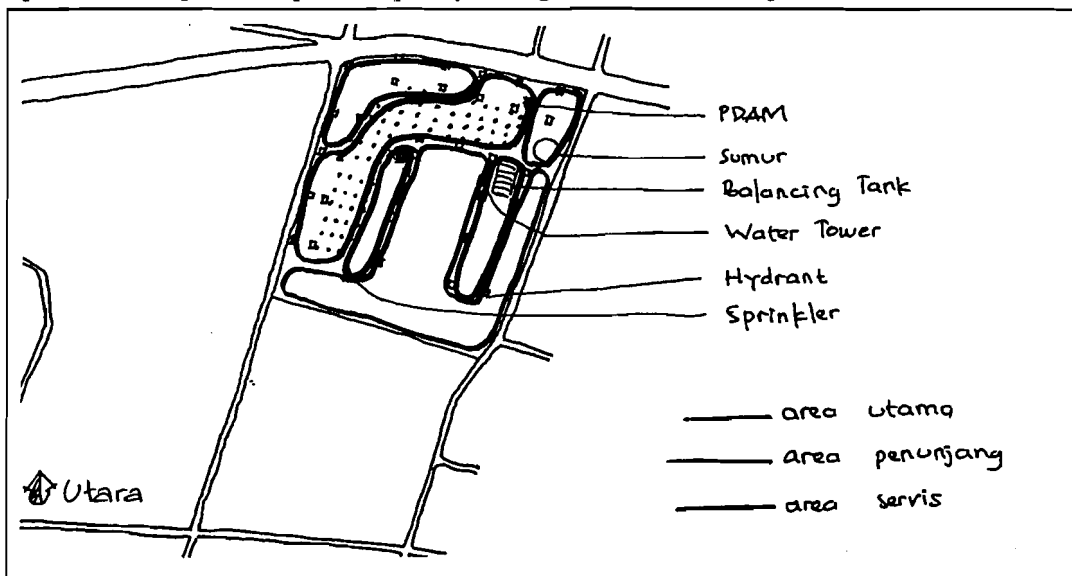 PDAM
Sumur
Balancing Tank
Water Tower
Hydrant
Sprinkler
area utama
area penunjang
area servis
Utara